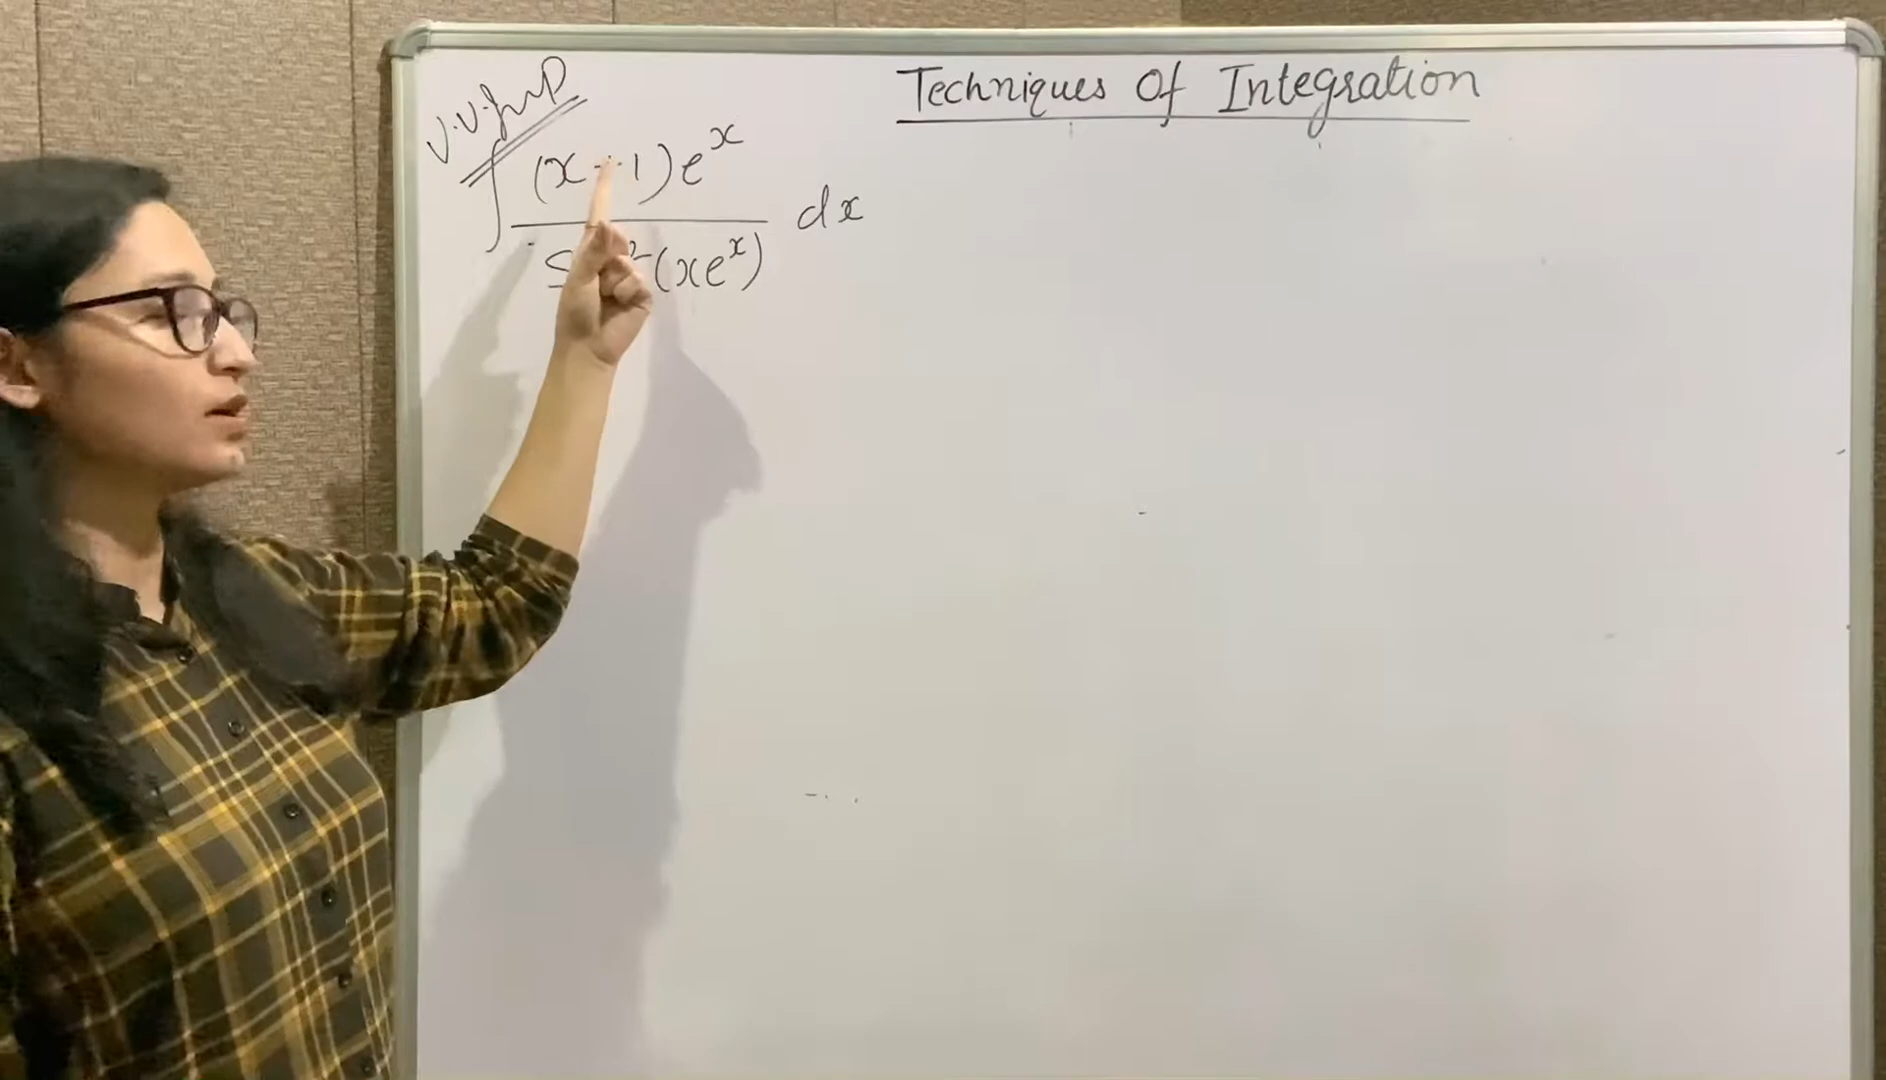 Techniques Of Integration
V.V.Imp
∫ (x+1)e^x
dx
(xe^x)